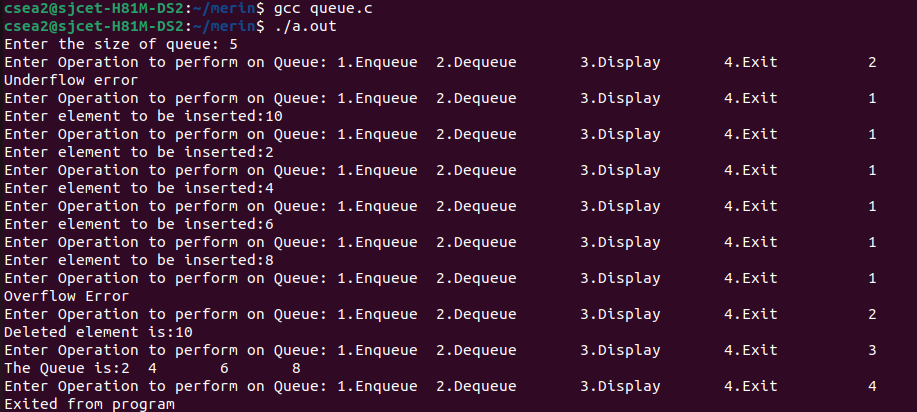 csea2@sjcet-H81M-DS2:~/merin$ gcc queue.c
csea2@sjcet-H81M-DS2:~/merin$ ./a.out
Enter the size of queue: 5
Enter Operation to perform on Queue: 1.Enqueue  2.Dequeue       3.Display       4.Exit          2
Underflow error
Enter Operation to perform on Queue: 1.Enqueue  2.Dequeue       3.Display       4.Exit          1
Enter element to be inserted:10
Enter Operation to perform on Queue: 1.Enqueue  2.Dequeue       3.Display       4.Exit          1
Enter element to be inserted:2
Enter Operation to perform on Queue: 1.Enqueue  2.Dequeue       3.Display       4.Exit          1
Enter element to be inserted:4
Enter Operation to perform on Queue: 1.Enqueue  2.Dequeue       3.Display       4.Exit          1
Enter element to be inserted:6
Enter Operation to perform on Queue: 1.Enqueue  2.Dequeue       3.Display       4.Exit          1
Enter element to be inserted:8
Enter Operation to perform on Queue: 1.Enqueue  2.Dequeue       3.Display       4.Exit          1
Overflow Error
Enter Operation to perform on Queue: 1.Enqueue  2.Dequeue       3.Display       4.Exit          2
Deleted element is:10
Enter Operation to perform on Queue: 1.Enqueue  2.Dequeue       3.Display       4.Exit          3
The Queue is:2  4       6       8
Enter Operation to perform on Queue: 1.Enqueue  2.Dequeue       3.Display       4.Exit          4
Exited from program